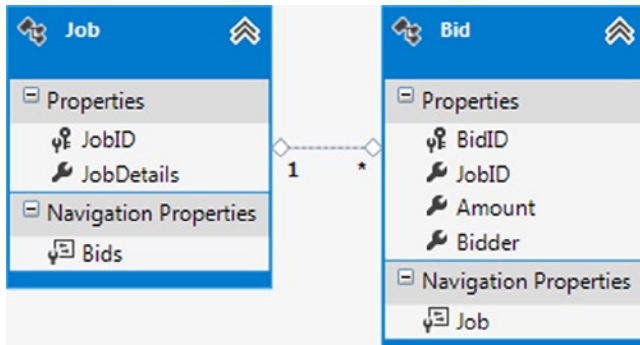 Job
Properties
JobID
JobDetails
Navigation Properties
Bids
1
*
Bid
Properties
BidID
JobID
Amount
Bidder
Navigation Properties
Job